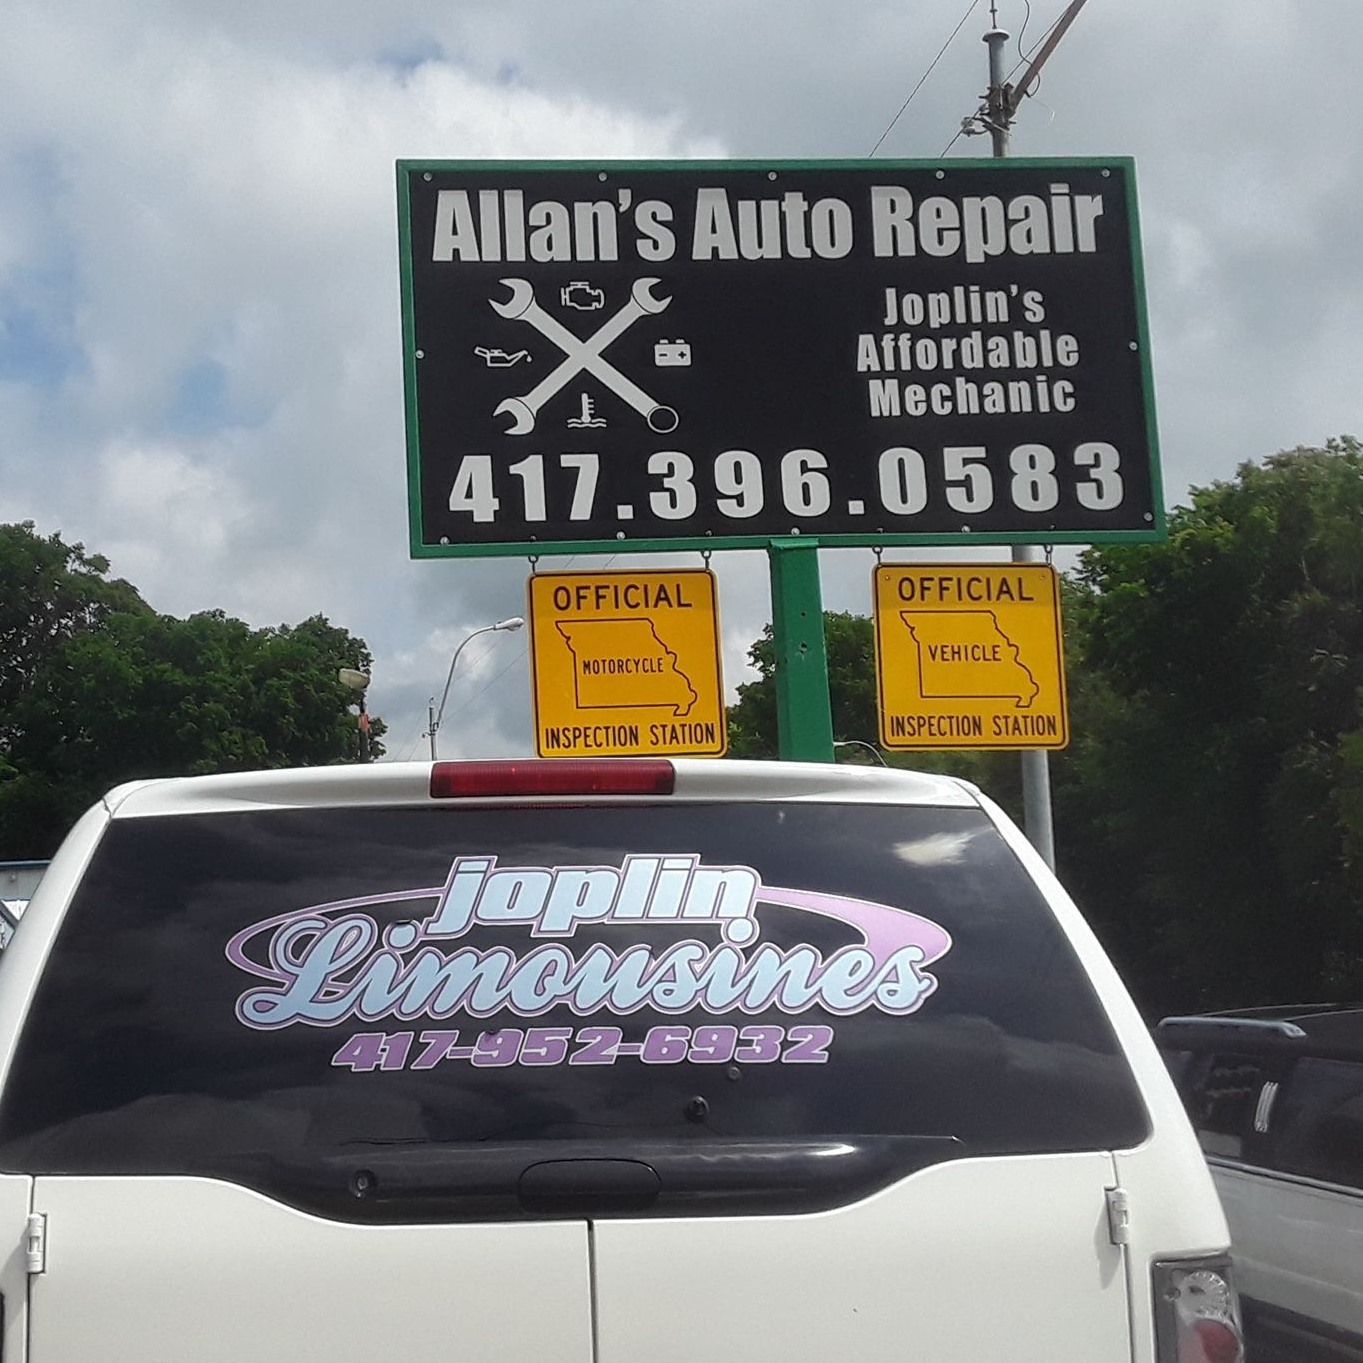 Allan's Auto Repair
Joplin's
Affordable
Mechanic
417.396.0583
OFFICIAL
MOTORCYCLE
INSPECTION STATION
OFFICIAL
VEHICLE
INSPECTION STATION
joplin
Limousines
417-952-6932